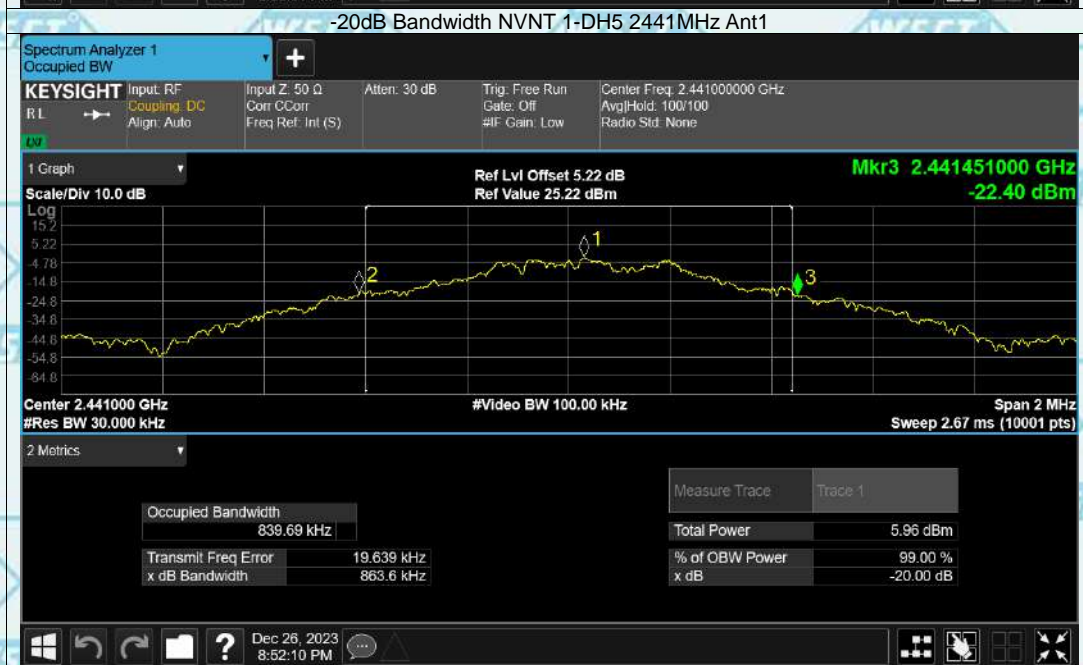 -20dB Bandwidth NVNT 1-DH5 2441MHz Ant1
Spectrum Analyzer 1
Occupied BW
+
KEYSIGHT
RL
LXI
Input: RF
Coupling: DC
Align: Auto
Input Z: 50 Ω
Corr CCorr
Freq Ref: Int (S)
Atten: 30 dB
Trig: Free Run
Gate: Off
#IF Gain: Low
Center Freq: 2.441000000 GHz
Avg|Hold: 100/100
Radio Std: None
1 Graph
Scale/Div 10.0 dB
Ref Lvl Offset 5.22 dB
Ref Value 25.22 dBm
Mkr3 2.441451000 GHz
-22.40 dBm
Log
15.2
5.22
-4.78
-14.8
-24.8
-34.8
-44.8
-54.8
-64.8
1
2
3
Center 2.441000 GHz
#Res BW 30.000 kHz
#Video BW 100.00 kHz
Span 2 MHz
Sweep 2.67 ms (10001 pts)
2 Metrics
Measure Trace Trace 1
Occupied Bandwidth
839.69 kHz
Total Power 5.96 dBm
Transmit Freq Error 19.639 kHz
% of OBW Power 99.00 %
x dB Bandwidth 863.6 kHz
x dB -20.00 dB
?
Dec 26, 2023
8:52:10 PM